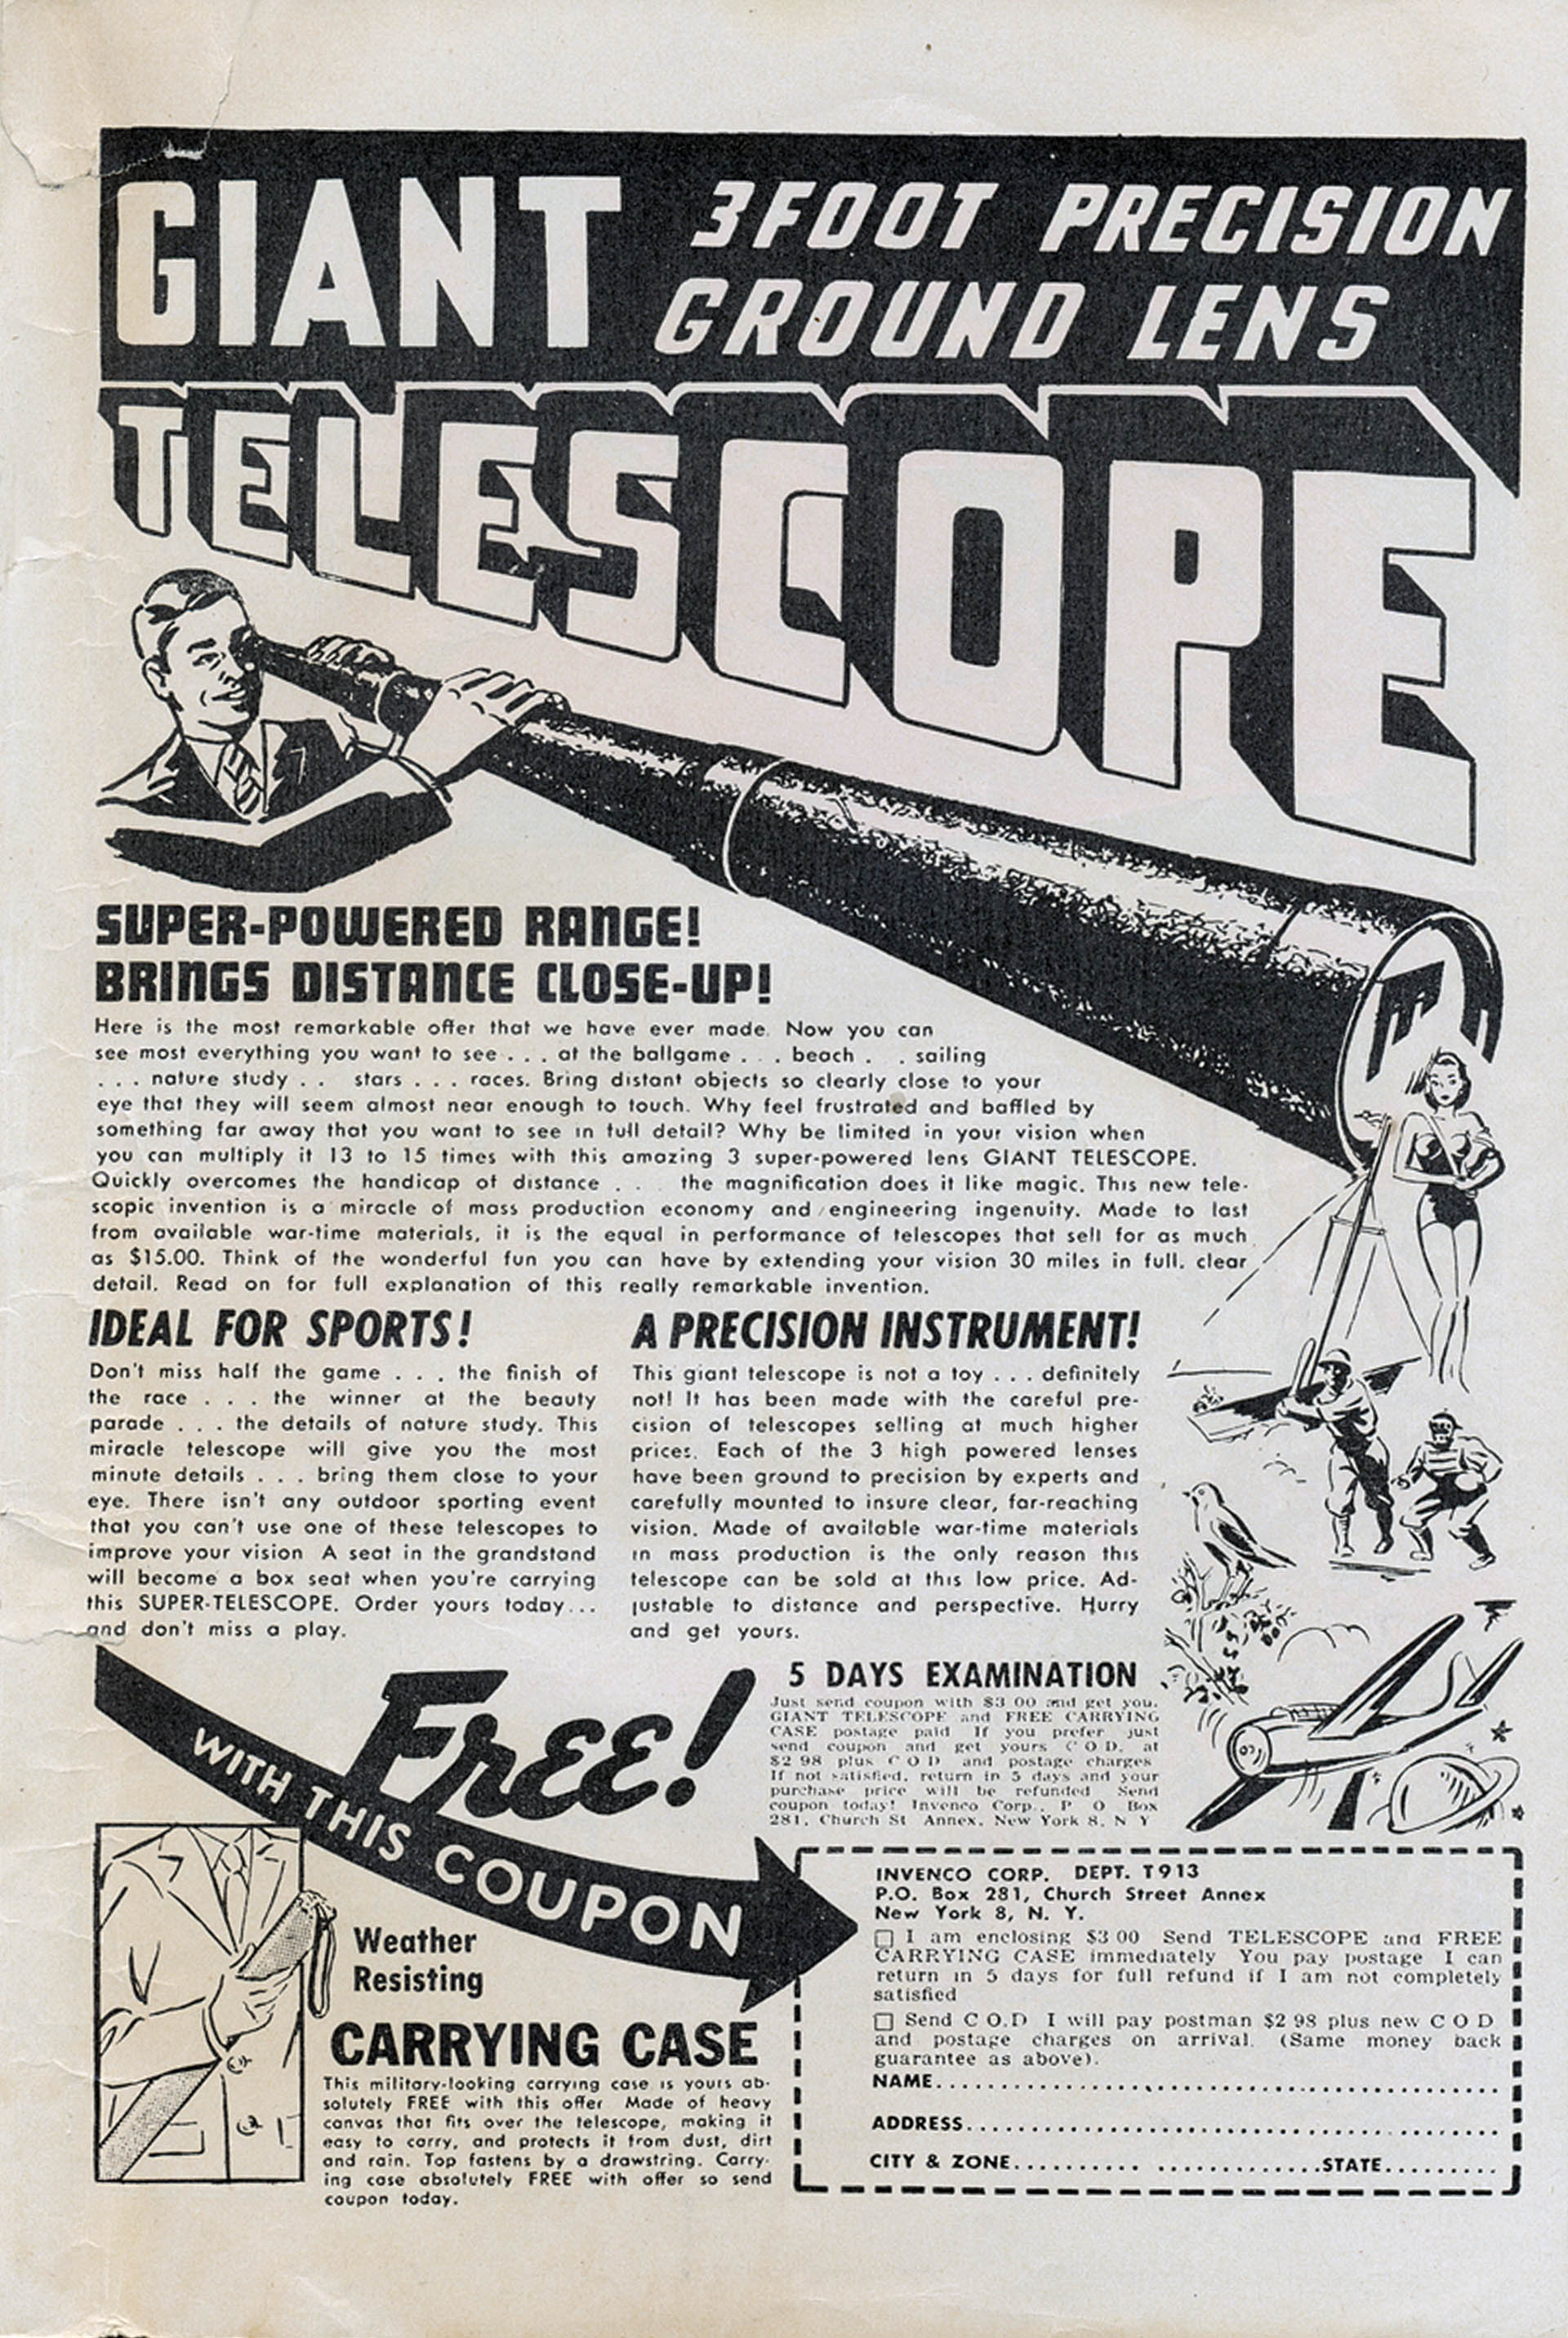 GIANT 3 FOOT PRECISION
GROUND LENS
TELESCOPE
SUPER-POWERED RANGE!
BRINGS DISTANCE CLOSE-UP!
Here is the most remarkable offer that we have ever made. Now you can
see most everything you want to see . . . at the ballgame . . . beach . . sailing
. . . nature study . . stars . . . races. Bring distant objects so clearly close to your
eye that they will seem almost near enough to touch. Why feel frustrated and baffled by
something far away that you want to see in full detail? Why be limited in your vision when
you can multiply it 13 to 15 times with this amazing 3 super-powered lens GIANT TELESCOPE.
Quickly overcomes the handicap of distance . . the magnification does it like magic. This new tele-
scopic invention is a miracle of mass production economy and engineering ingenuity. Made to last
from available war-time materials, it is the equal in performance of telescopes that sell for as much
as $15.00. Think of the wonderful fun you can have by extending your vision 30 miles in full. clear
detail. Read on for full explanation of this really remarkable invention.
IDEAL FOR SPORTS!
Don't miss half the game . . . the finish of
the race . . . the winner at the beauty
parade . . . the details of nature study. This
miracle telescope will give you the most
minute details . . . bring them close to your
eye. There isn't any outdoor sporting event
that you can't use one of these telescopes to
improve your vision A seat in the grandstand
will become a box seat when you're carrying
this SUPER-TELESCOPE. Order yours today...
and don't miss a play.
A PRECISION INSTRUMENT!
This giant telescope is not a toy . . . definitely
not! It has been made with the careful pre-
cision of telescopes selling at much higher
prices. Each of the 3 high powered lenses
have been ground to precision by experts and
carefully mounted to insure clear, far-reaching
vision. Made of available war-time materials
in mass production is the only reason this
telescope can be sold at this low price. Ad-
justable to distance and perspective. Hurry
and get yours.
FREE!
WITH THIS COUPON
5 DAYS EXAMINATION
Just send coupon with $3 00 and get you.
GIANT TELESCOPE and FREE CARRYING
CASE postage paid If you prefer just
send coupon and get yours C O D. at
$2 98 plus C O D and postage charges
If not satisfied, return in 5 days and your
purchase price will be refunded Send
coupon today! Invenco Corp., P O Box
281, Church St Annex, New York 8, N Y
Weather
Resisting
CARRYING CASE
This military-looking carrying case is yours ab-
solutely FREE with this offer Made of heavy
canvas that fits over the telescope, making it
easy to carry, and protects it from dust, dirt
and rain. Top fastens by a drawstring. Carry-
ing case absolutely FREE with offer so send
coupon today.
INVENCO CORP. DEPT. T913
P.O. Box 281, Church Street Annex
New York 8, N. Y.
☐ I am enclosing $3 00 Send TELESCOPE and FREE
CARRYING CASE immediately You pay postage I can
return in 5 days for full refund if I am not completely
satisfied
☐ Send C O.D I will pay postman $2 98 plus new C O D
and postage charges on arrival. (Same money back
guarantee as above).
NAME
ADDRESS
CITY & ZONE STATE